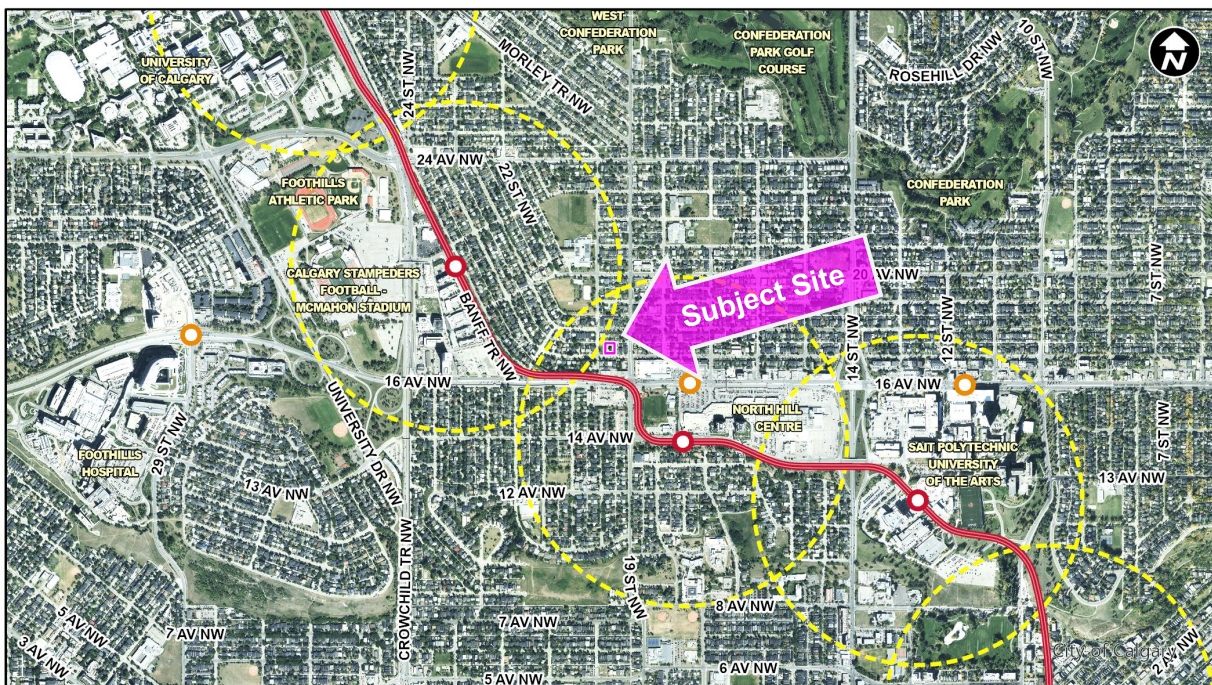 WEST
CONFEDERATION
PARK
CONFEDERATION
PARK GOLF
COURSE
10 ST NW
ROSEHILL DR NW
N
UNIVERSITY
OF CALGARY
MORLEY TR NW
24 ST NW
24 AV NW
22 ST NW
FOOTHILLS
ATHLETIC PARK
CONFEDERATION
PARK
7 ST NW
20 AV NW
CALGARY STAMPEDERS
FOOTBALL -
MCMAHON STADIUM
Subject Site
BANFF TR NW
14 ST NW
12 ST NW
16 AV NW
16 AV NW
UNIVERSITY DR NW
NORTH HILL
CENTRE
14 AV NW
7 ST NW
29 ST NW
FOOTHILLS
HOSPITAL
SAIT POLYTECHNIC
UNIVERSITY
OF THE ARTS
13 AV NW
13 AV NW
12 AV NW
CROWCHILD TR NW
19 ST NW
8 AV NW
5 AV NW
7 AV NW
7 AV NW
3 AV NW
5 AV NW
6 AV NW
2 AV NW
City of Calgary